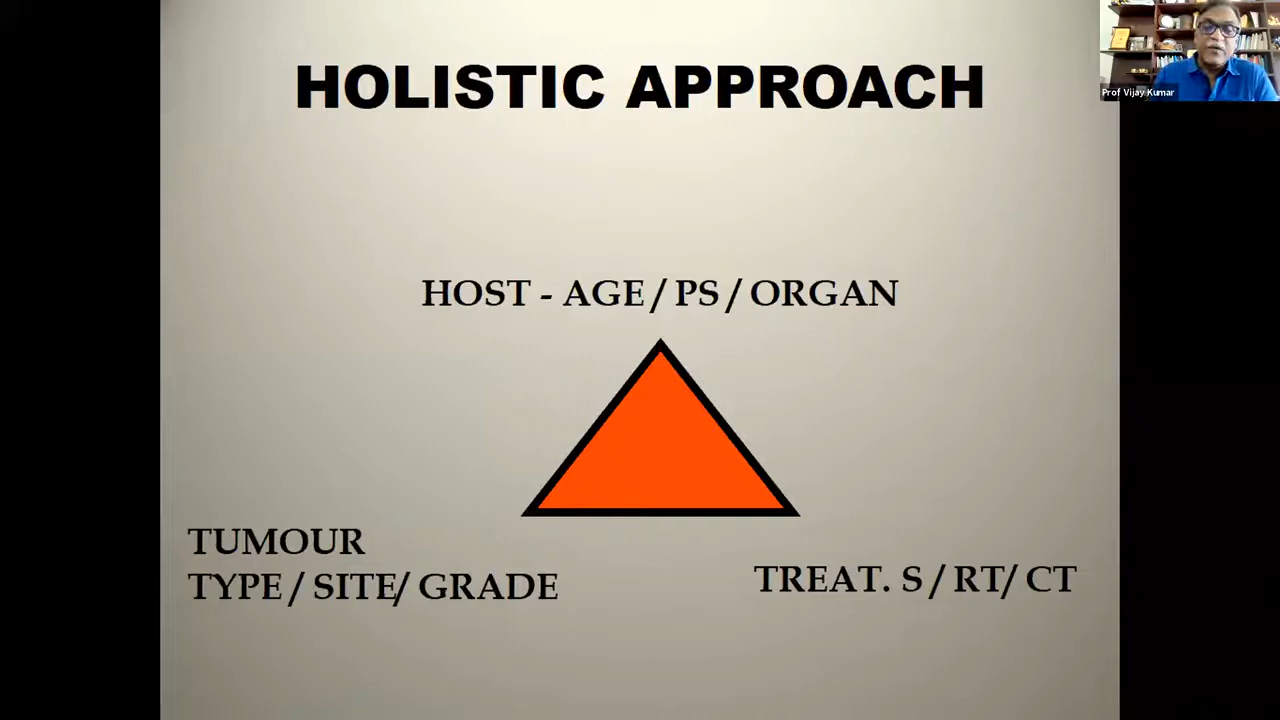 HOLISTIC APPROACH
Prof Vijay Kumar
HOST - AGE / PS / ORGAN
TUMOUR
TYPE / SITE/ GRADE
TREAT. S / RT/ CT